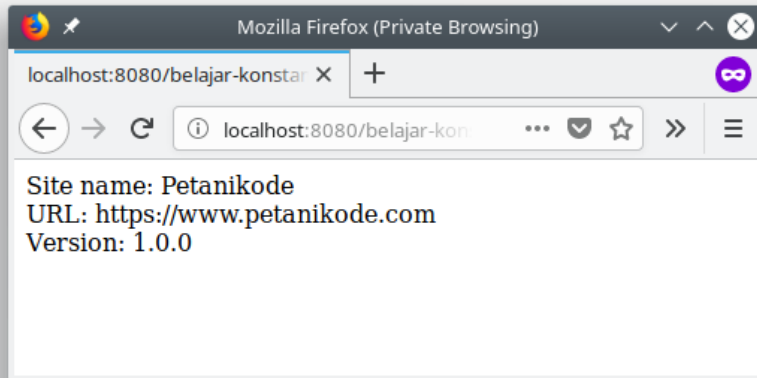 Mozilla Firefox (Private Browsing)
localhost:8080/belajar-konstan
localhost:8080/belajar-kon
Site name: Petanikode
URL: https://www.petanikode.com
Version: 1.0.0